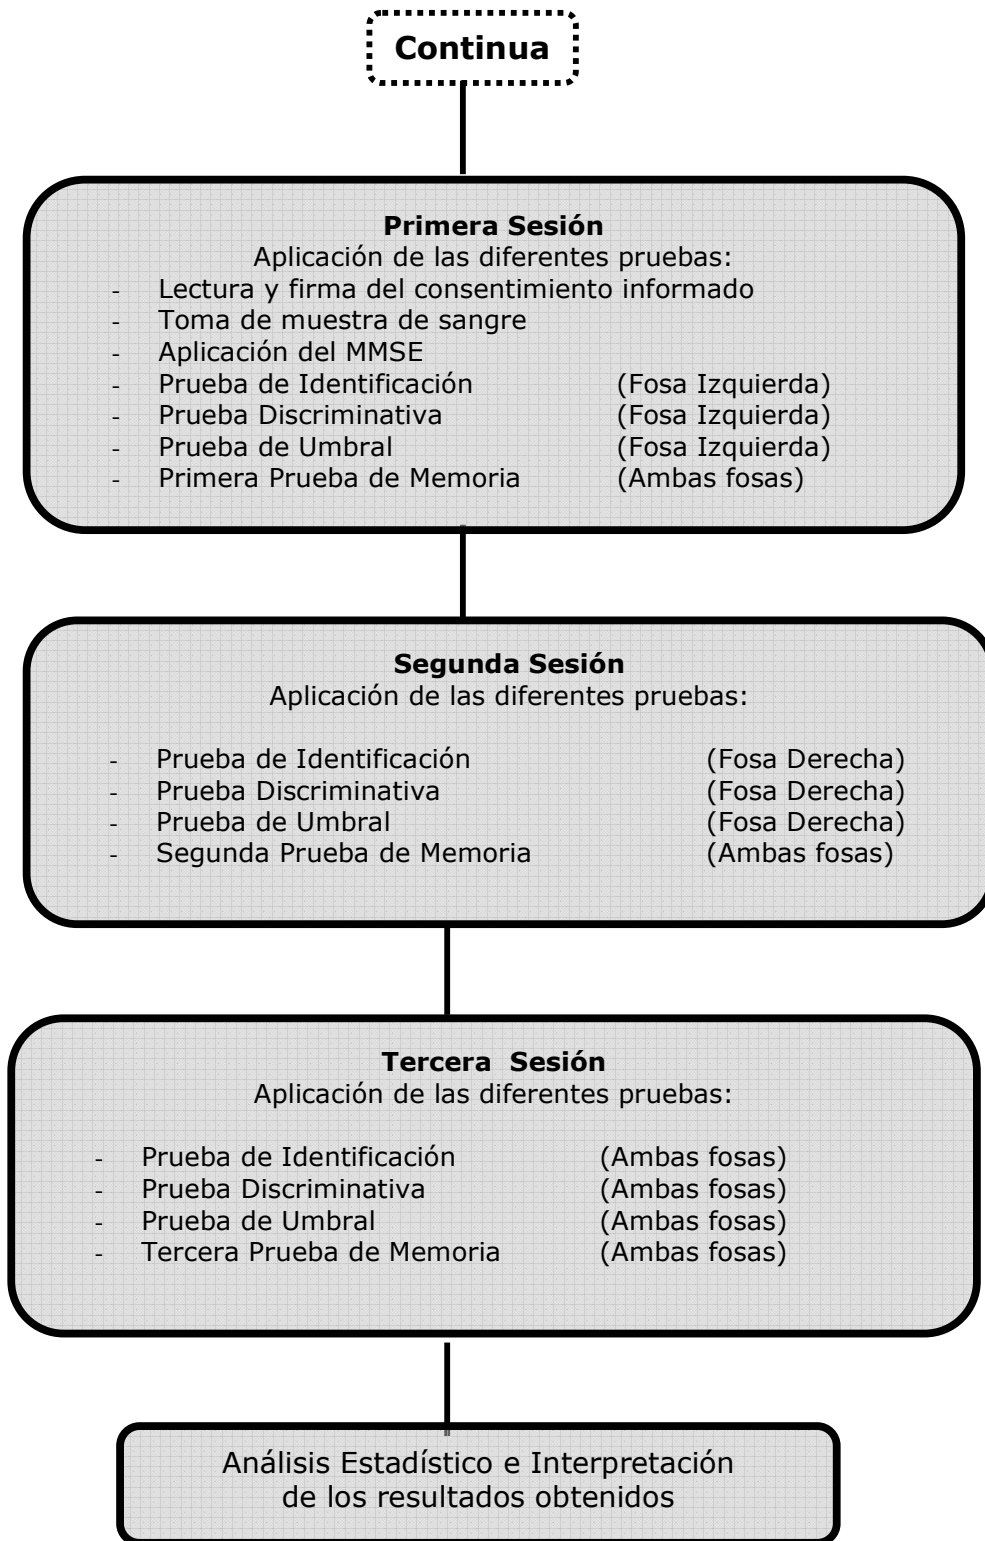 Continua
Primera Sesión
Aplicación de las diferentes pruebas:
- Lectura y firma del consentimiento informado
- Toma de muestra de sangre
- Aplicación del MMSE
- Prueba de Identificación (Fosa Izquierda)
- Prueba Discriminativa (Fosa Izquierda)
- Prueba de Umbral (Fosa Izquierda)
- Primera Prueba de Memoria (Ambas fosas)
Segunda Sesión
Aplicación de las diferentes pruebas:
- Prueba de Identificación (Fosa Derecha)
- Prueba Discriminativa (Fosa Derecha)
- Prueba de Umbral (Fosa Derecha)
- Segunda Prueba de Memoria (Ambas fosas)
Tercera Sesión
Aplicación de las diferentes pruebas:
- Prueba de Identificación (Ambas fosas)
- Prueba Discriminativa (Ambas fosas)
- Prueba de Umbral (Ambas fosas)
- Tercera Prueba de Memoria (Ambas fosas)
Análisis Estadístico e Interpretación
de los resultados obtenidos